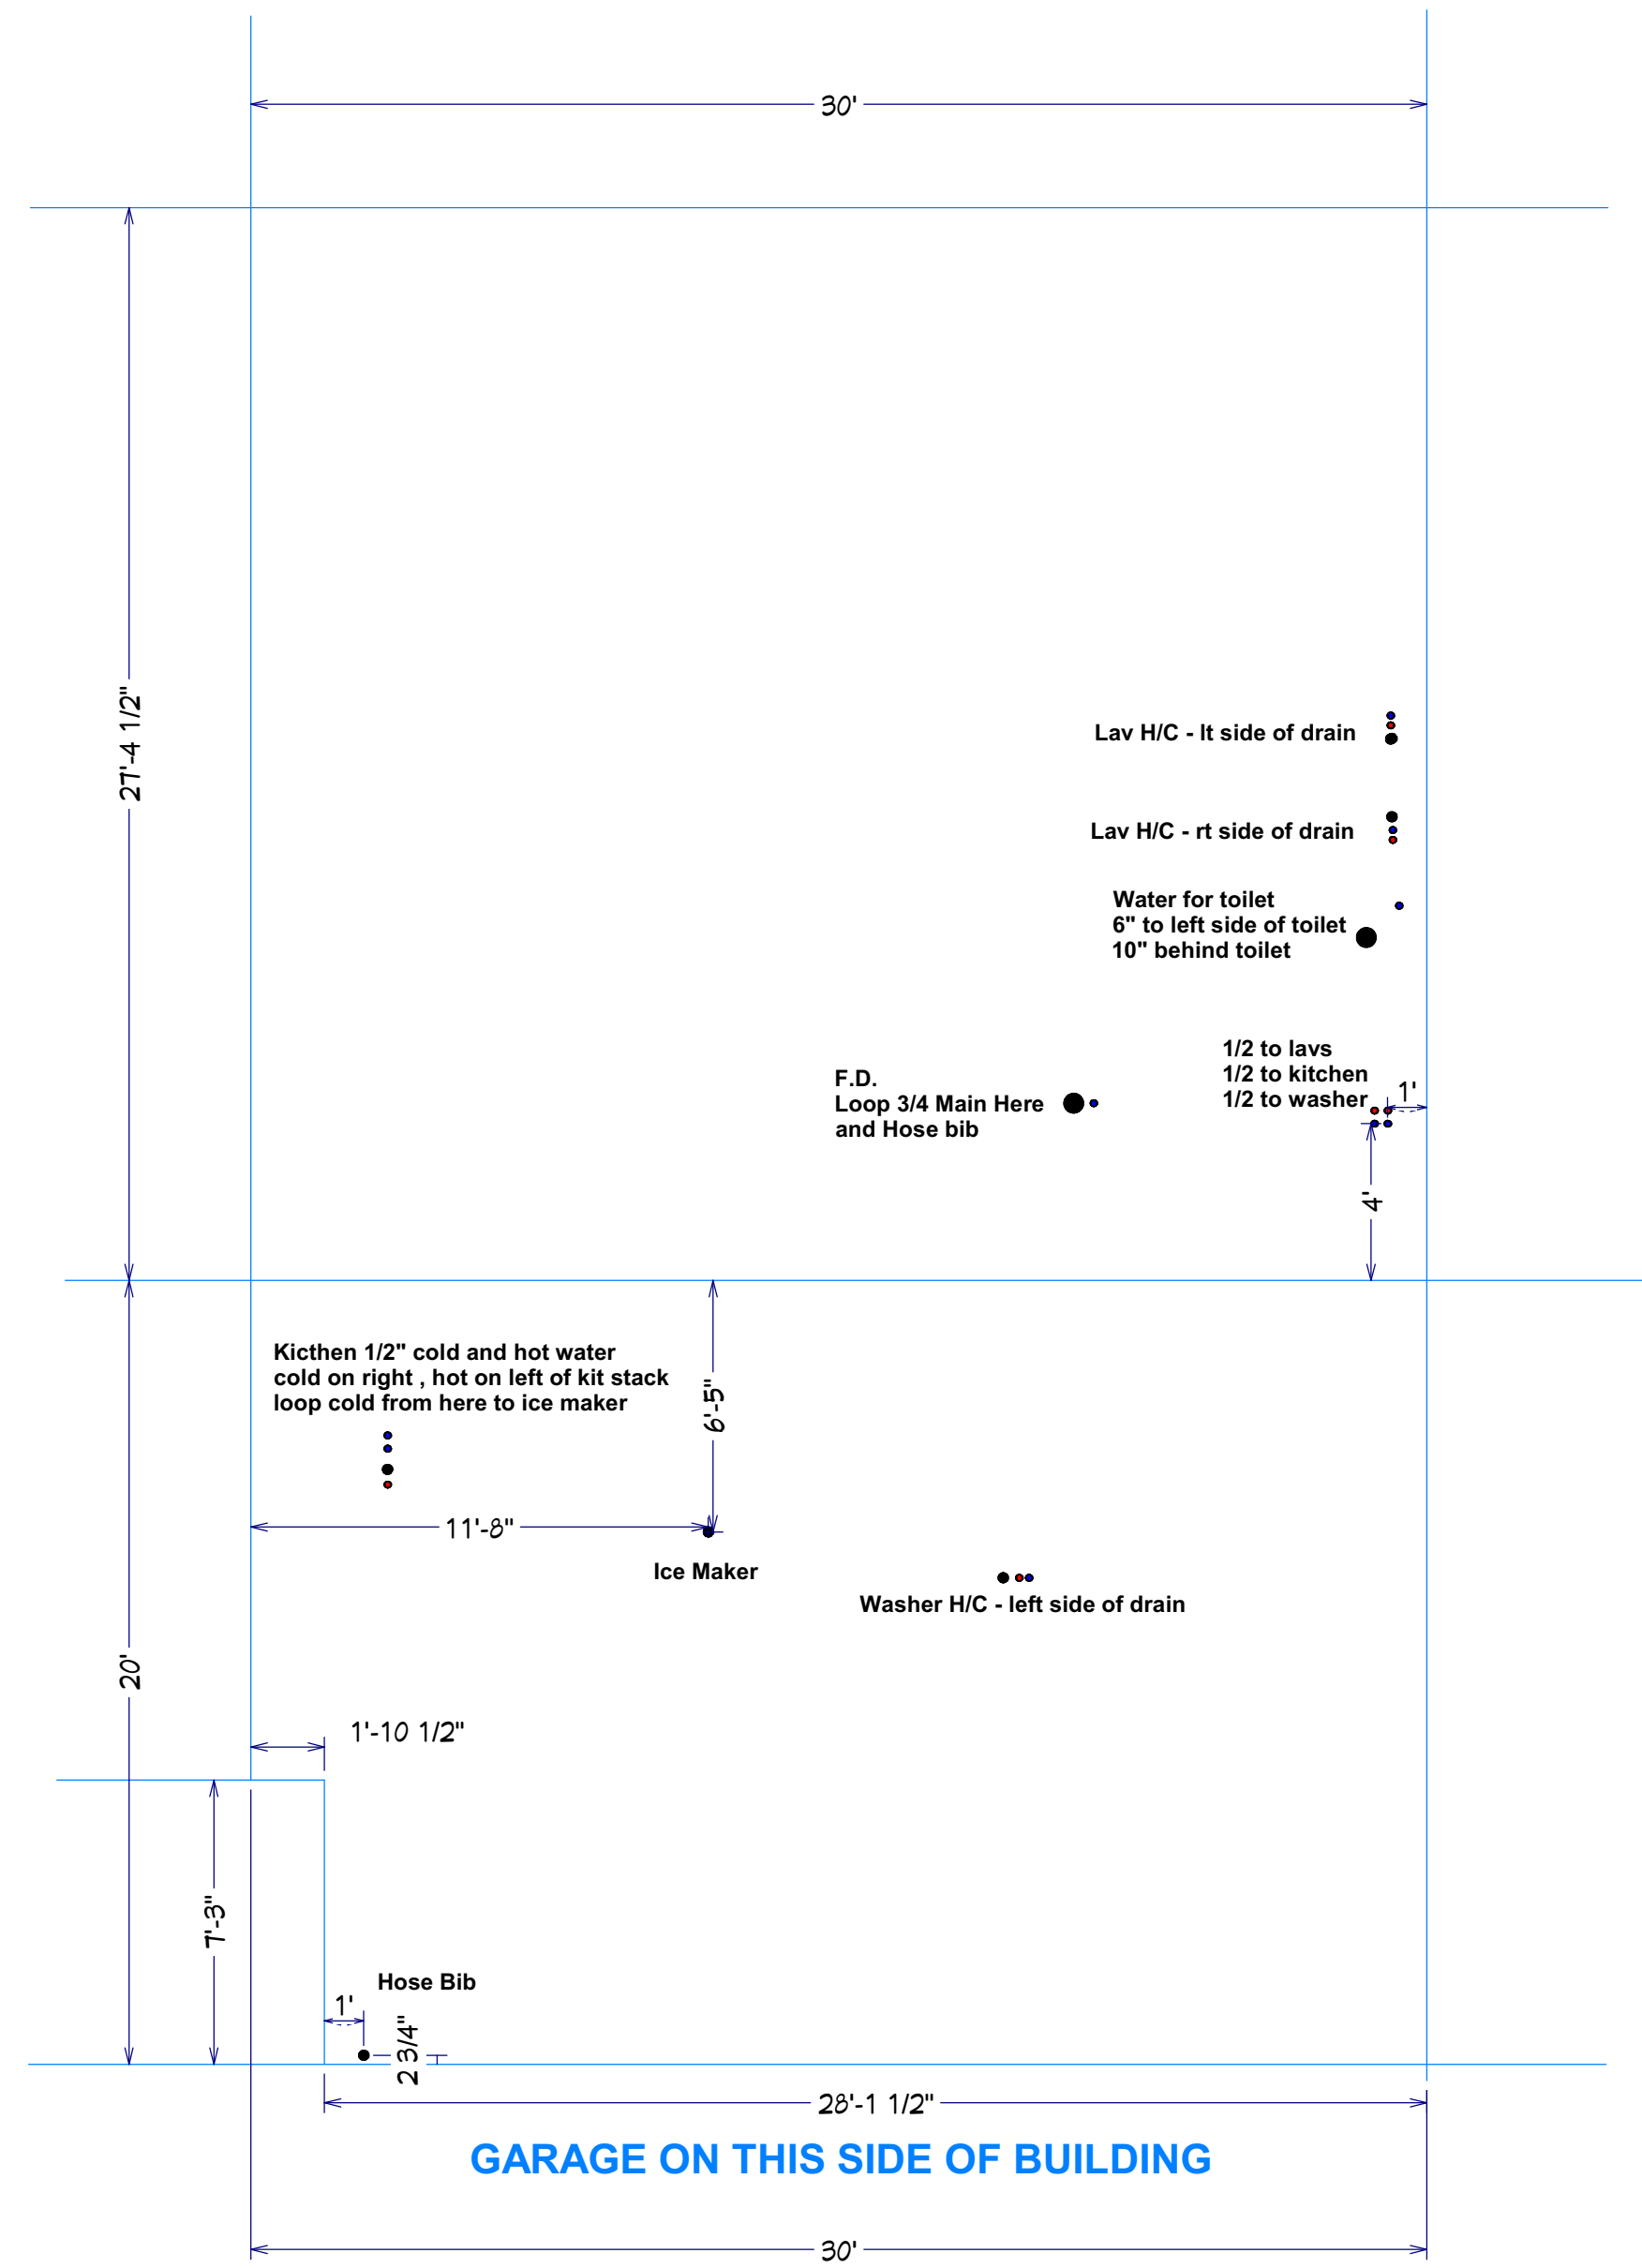 30'
27'-4 1/2"
Lav H/C - lt side of drain
Lav H/C - rt side of drain
Water for toilet
6" to left side of toilet
10" behind toilet
1/2 to lavs
1/2 to kitchen
1/2 to washer
1'
F.D.
Loop 3/4 Main Here
and Hose bib
4'
Kicthen 1/2" cold and hot water
cold on right , hot on left of kit stack
loop cold from here to ice maker
6'-5"
11'-8"
Ice Maker
Washer H/C - left side of drain
20'
1'-10 1/2"
7'-3"
Hose Bib
1'
2 3/4"
28'-1 1/2"
GARAGE ON THIS SIDE OF BUILDING
30'